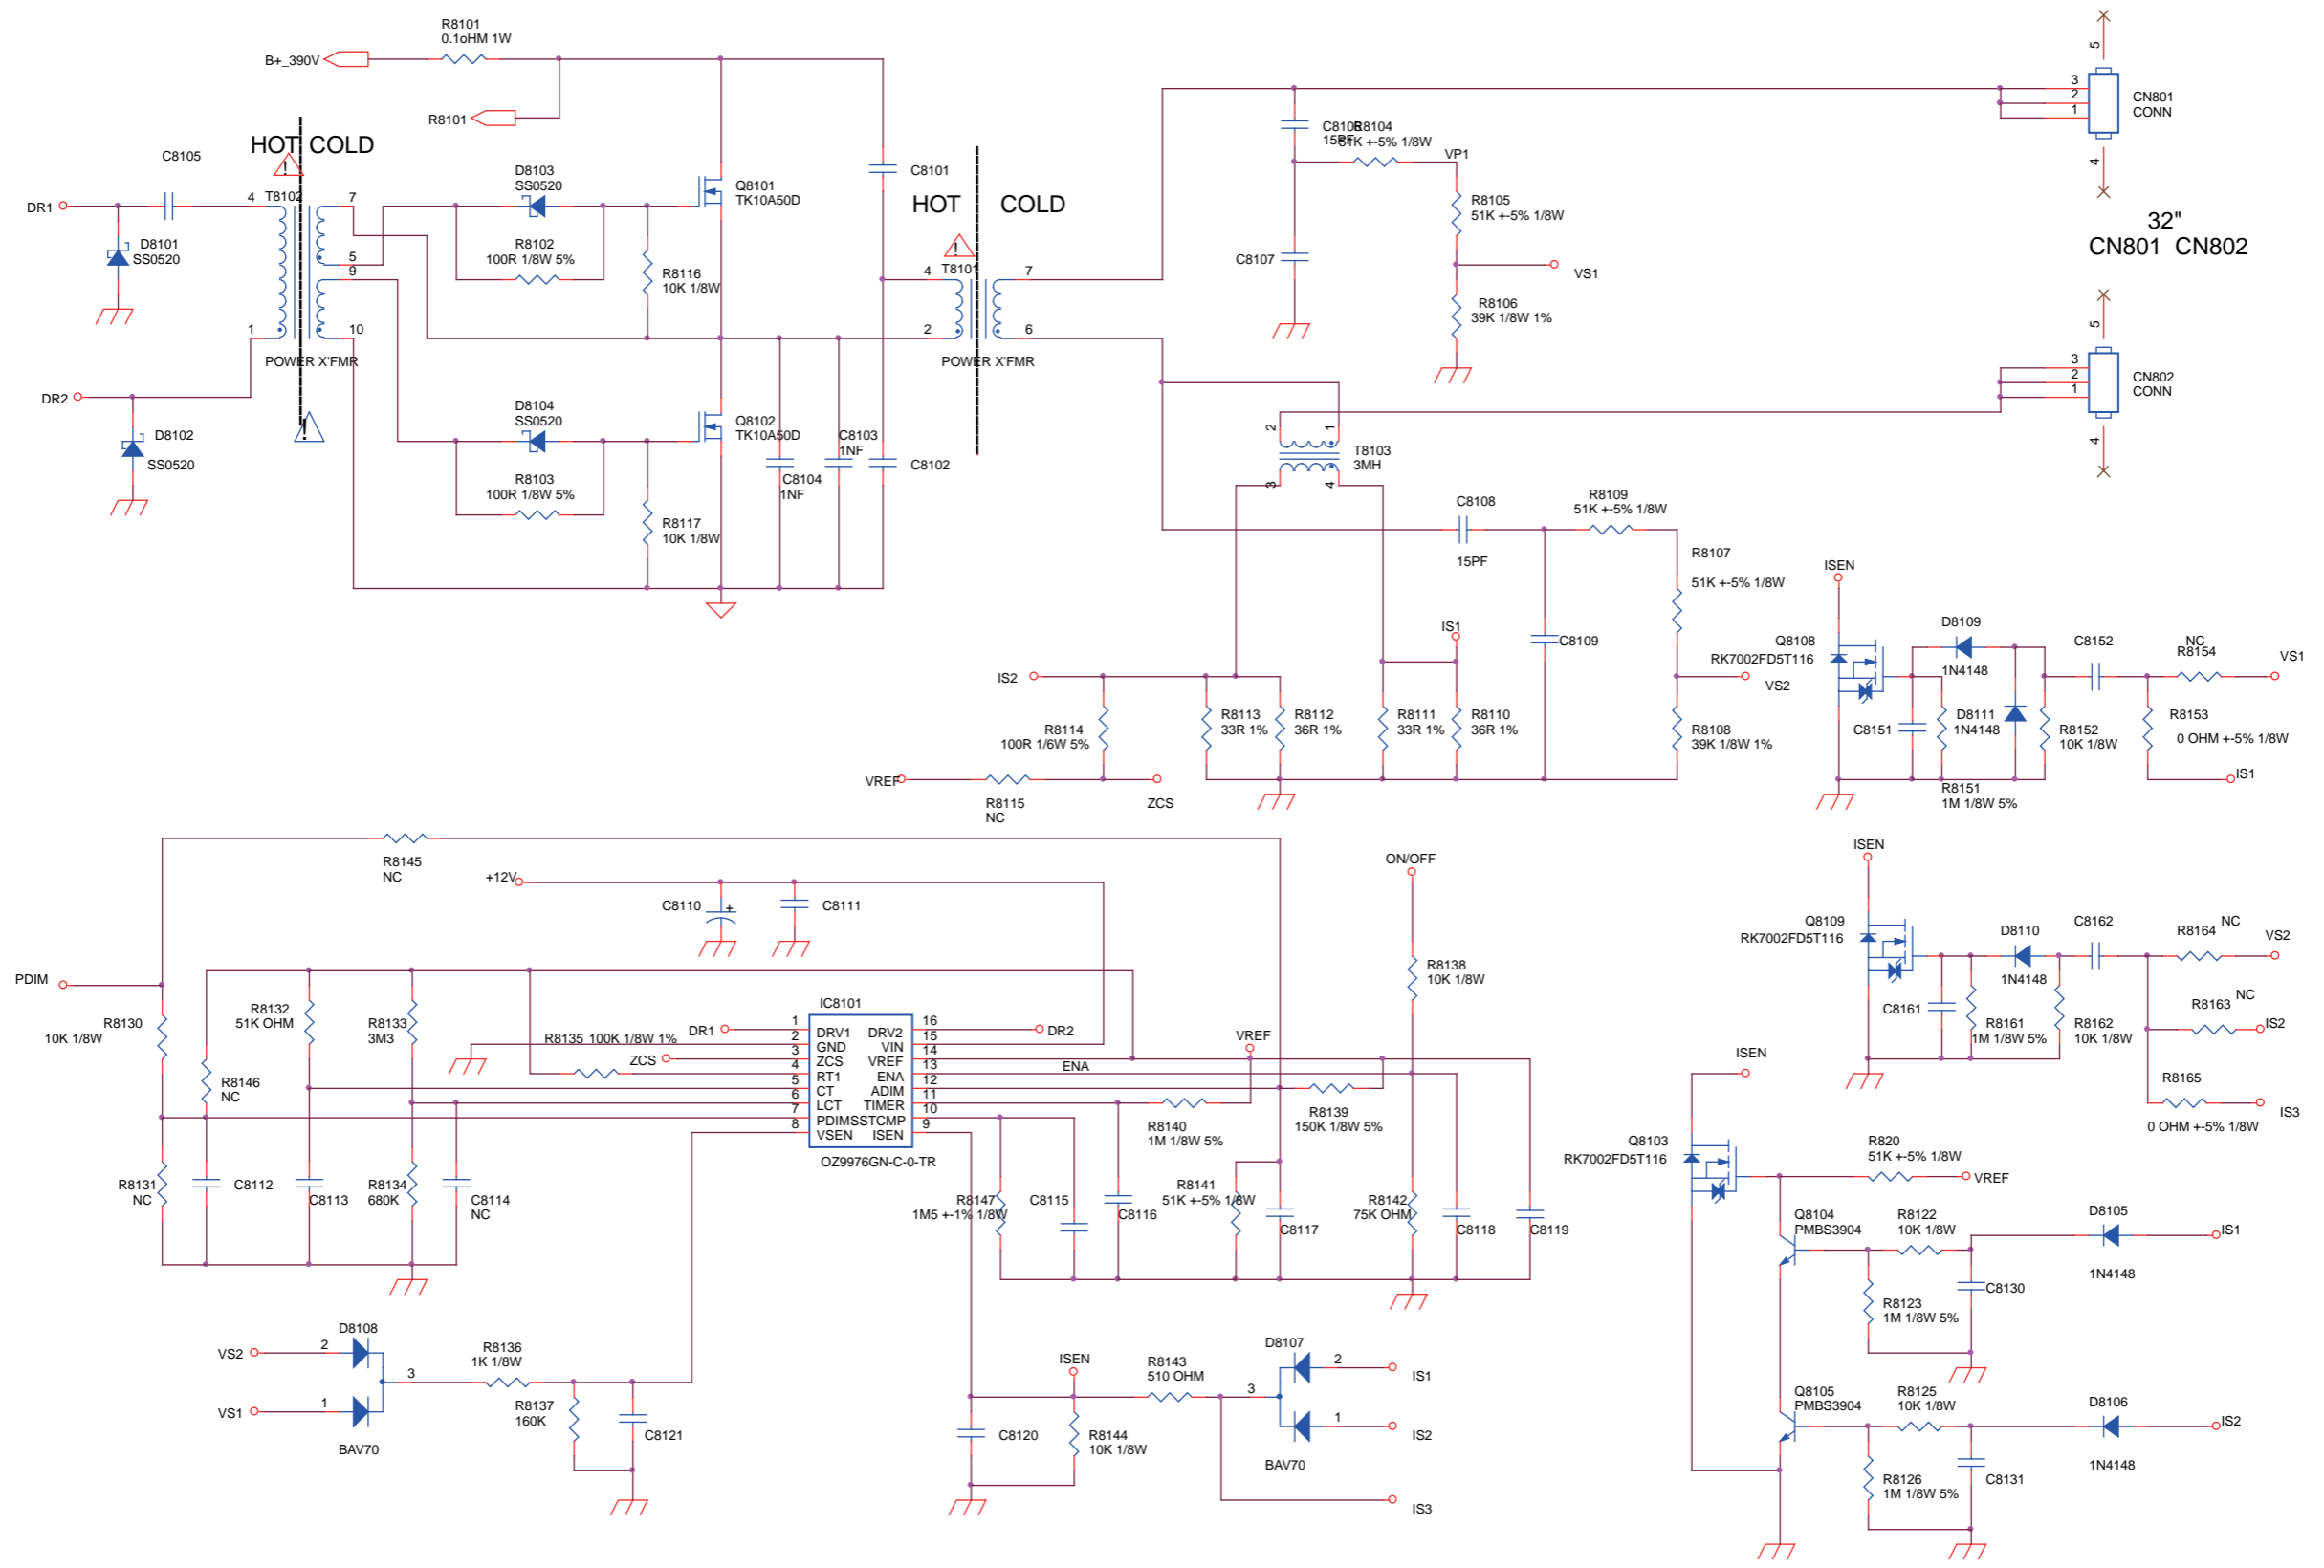 R8101
0.1oHM 1W
B+_390V
R8101
HOT COLD
C8105
T8102
DR1
4
7
5
9
1
10
D8101
SS0520
POWER X'FMR
DR2
D8102
SS0520
D8103
SS0520
R8102
100R 1/8W 5%
R8116
10K 1/8W
Q8101
TK10A50D
D8104
SS0520
R8103
100R 1/8W 5%
R8117
10K 1/8W
Q8102
TK10A50D
C8104
1NF
C8103
1NF
C8102
C8101
HOT COLD
T8101
4
2
7
6
POWER X'FMR
15PF
R8104
51K +-5% 1/8W
VP1
C8107
R8105
51K +-5% 1/8W
VS1
R8106
39K 1/8W 1%
5
3
2
1
4
CN801
CONN
32"
CN801 CN802
5
3
2
1
4
CN802
CONN
2
1
3
4
T8103
3MH
C8108
15PF
R8109
51K +-5% 1/8W
R8107
51K +-5% 1/8W
C8109
VS2
R8108
39K 1/8W 1%
IS1
IS2
R8114
100R 1/6W 5%
R8113
33R 1%
R8112
36R 1%
R8111
33R 1%
R8110
36R 1%
VREF
R8115
NC
ZCS
ISEN
Q8108
RK7002FD5T116
D8109
1N4148
C8151
D8111
1N4148
R8151
1M 1/8W 5%
R8152
10K 1/8W
C8152
NC
R8154
VS1
R8153
0 OHM +-5% 1/8W
IS1
ISEN
Q8109
RK7002FD5T116
D8110
1N4148
C8161
R8161
1M 1/8W 5%
R8162
10K 1/8W
C8162
R8164
NC
VS2
R8163
NC
IS2
R8165
IS3
0 OHM +-5% 1/8W
R8145
NC
+12V
C8110
+
C8111
ON/OFF
R8138
10K 1/8W
PDIM
R8130
10K 1/8W
R8132
51K OHM
R8133
3M3
R8146
NC
R8131
NC
C8112
C8113
R8134
680K
C8114
NC
R8135 100K 1/8W 1%
DR1
ZCS
IC8101
1 DRV1 DRV2 16
2 GND VIN 15
3 ZCS VREF 14
4 RT1 ENA 13
5 CT ADIM 12
6 LCT TIMER 11
7 PDIM SSTCMP 10
8 VSEN ISEN 9
OZ9976GN-C-0-TR
DR2
VREF
ENA
R8140
1M 1/8W 5%
R8139
150K 1/8W 5%
R8147
1M5 +-1% 1/8W
C8115
C8116
R8141
51K +-5% 1/8W
C8117
R8142
75K OHM
C8118
C8119
ISEN
Q8103
RK7002FD5T116
R820
51K +-5% 1/8W
VREF
Q8104
PMBS3904
R8122
10K 1/8W
D8105
IS1
1N4148
R8123
1M 1/8W 5%
C8130
Q8105
PMBS3904
R8125
10K 1/8W
D8106
IS2
1N4148
R8126
1M 1/8W 5%
C8131
D8108
VS2
2
3
VS1
1
BAV70
R8136
1K 1/8W
R8137
160K
C8121
ISEN
R8143
510 OHM
C8120
R8144
10K 1/8W
D8107
3
2
IS1
1
IS2
BAV70
IS3